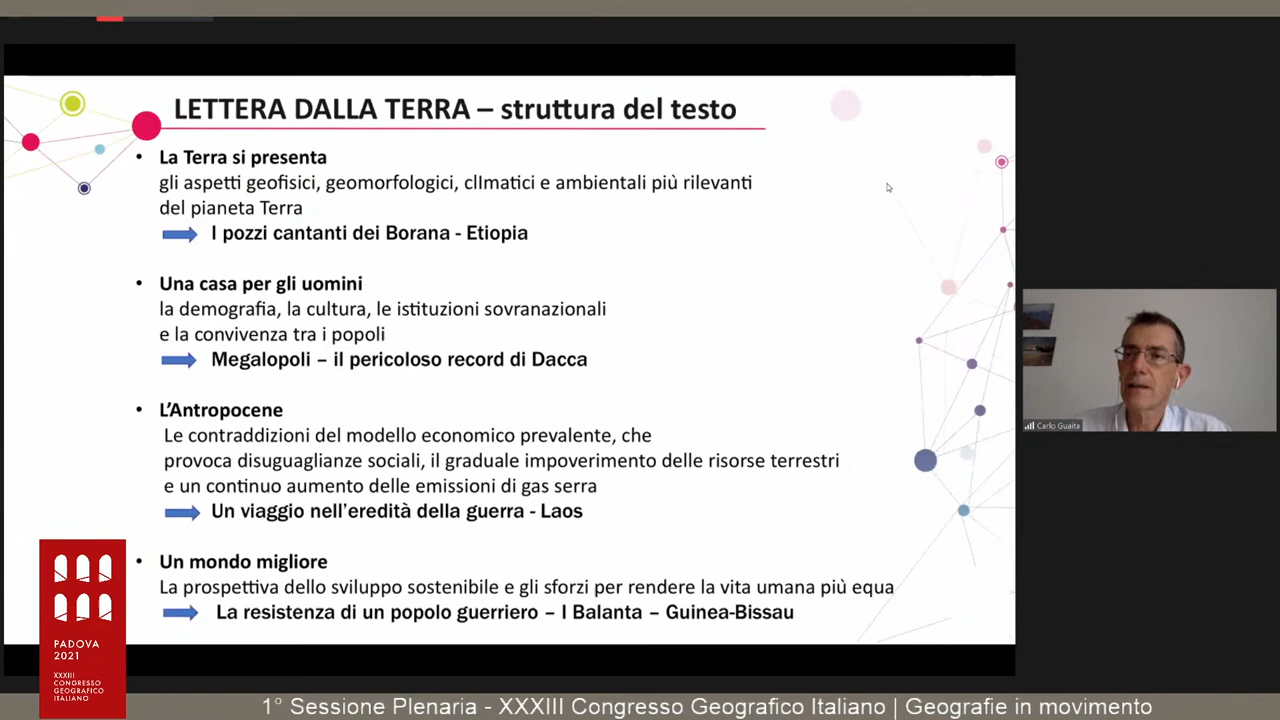 LETTERA DALLA TERRA – struttura del testo
• La Terra si presenta
gli aspetti geofisici, geomorfologici, clImatici e ambientali più rilevanti
del pianeta Terra
I pozzi cantanti dei Borana - Etiopia
• Una casa per gli uomini
la demografia, la cultura, le istituzioni sovranazionali
e la convivenza tra i popoli
Megalopoli – il pericoloso record di Dacca
• L'Antropocene
Le contraddizioni del modello economico prevalente, che
provoca disuguaglianze sociali, il graduale impoverimento delle risorse terrestri
e un continuo aumento delle emissioni di gas serra
Un viaggio nell'eredità della guerra - Laos
• Un mondo migliore
La prospettiva dello sviluppo sostenibile e gli sforzi per rendere la vita umana più equa
La resistenza di un popolo guerriero – I Balanta – Guinea-Bissau
Carlo Guaita
PADOVA
2021
XXXIII
CONGRESSO
GEOGRAFICO
ITALIANO
1° Sessione Plenaria - XXXIII Congresso Geografico Italiano | Geografie in movimento